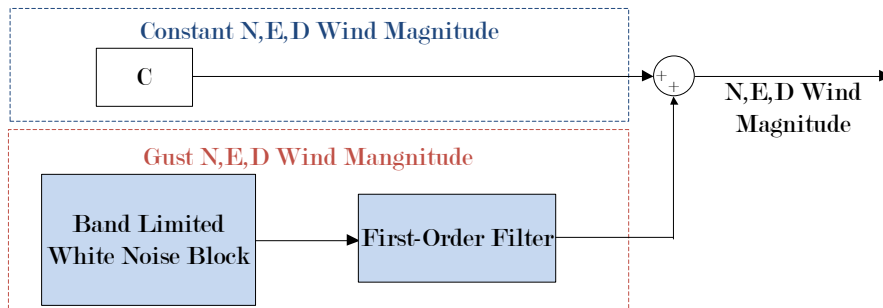 Constant N,E,D Wind Magnitude
C
+
+
N,E,D Wind
Magnitude
Gust N,E,D Wind Mangnitude
Band Limited
White Noise Block
First-Order Filter